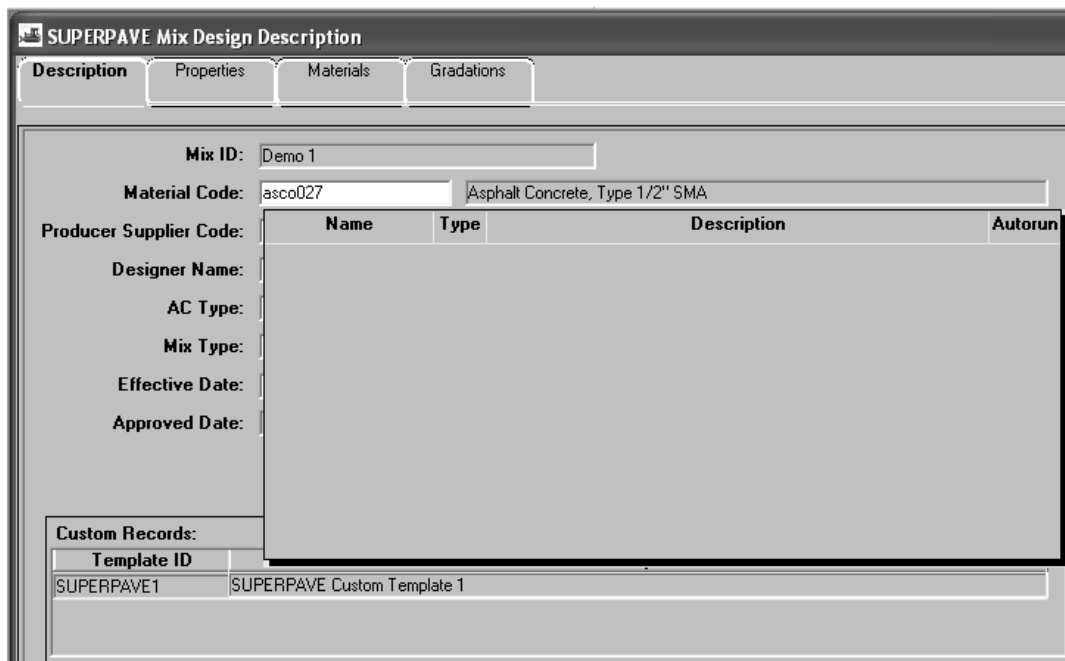 SUPERPAVE Mix Design Description
Description Properties Materials Gradations
Mix ID: Demo 1
Material Code: asco027 Asphalt Concrete, Type 1/2" SMA
Name Type Description Autorun
Producer Supplier Code:
Designer Name:
AC Type:
Mix Type:
Effective Date:
Approved Date:
Custom Records:
Template ID
SUPERPAVE1 SUPERPAVE Custom Template 1